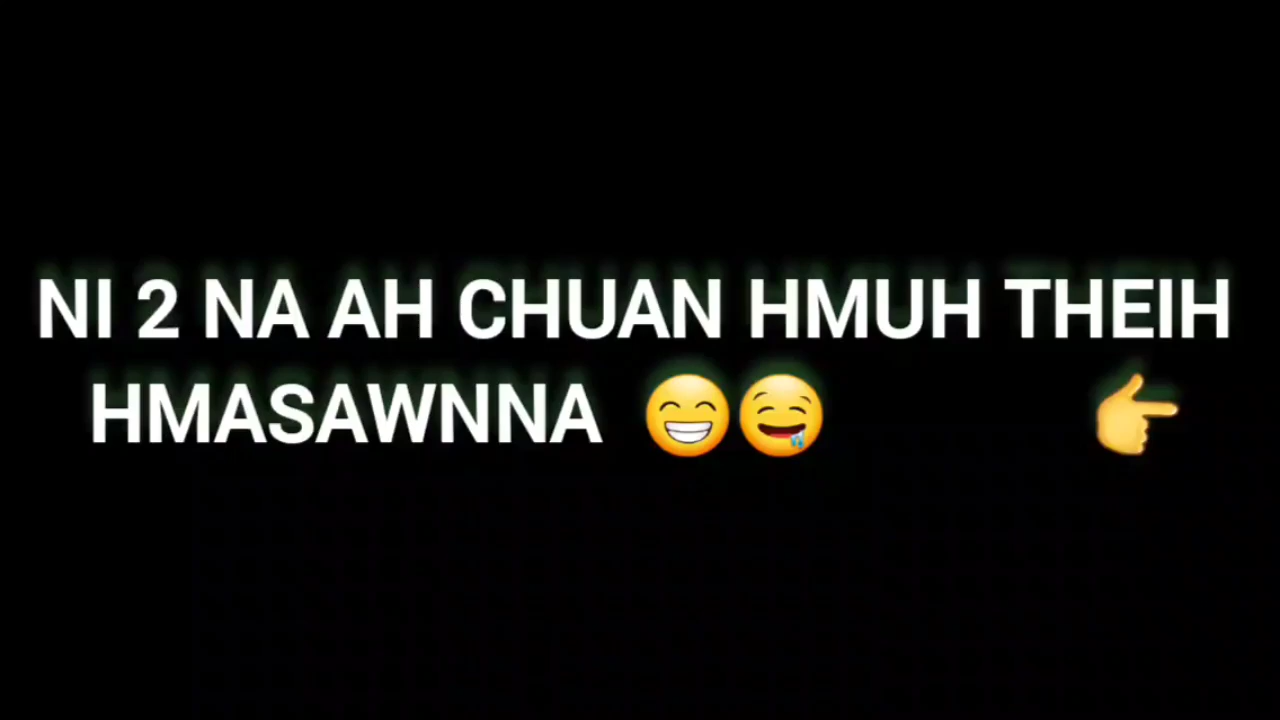 NI 2 NA AH CHUAN HMUH THEIH
HMASAWNNA 😁🤤 👉